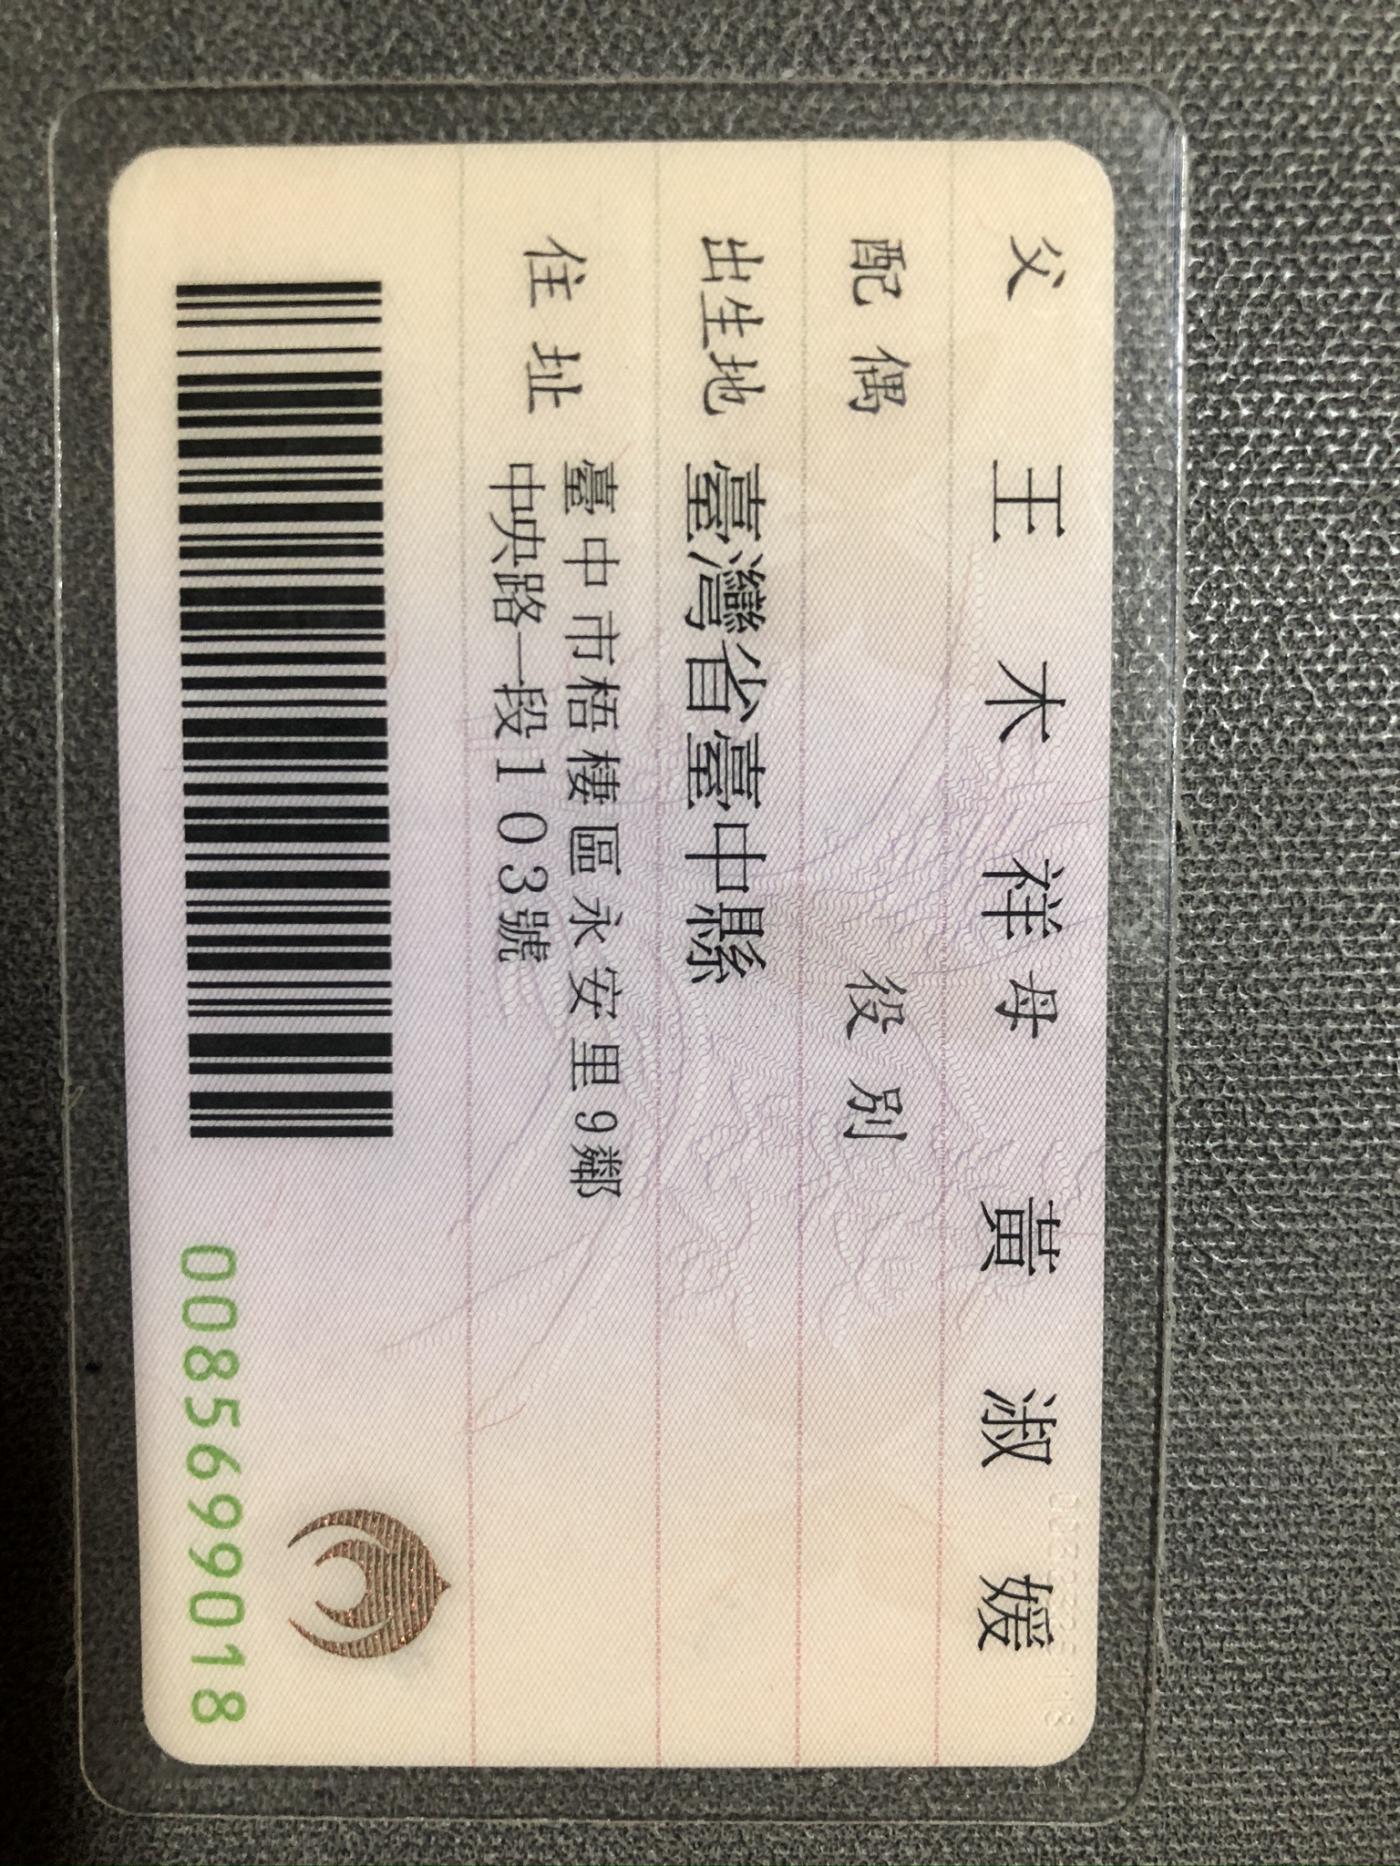 父 王木祥 母 黃淑媛
配偶 役別
出生地 臺灣省臺中縣
住址 臺中市梧棲區永安里9鄰
中央路一段103號
0085699018